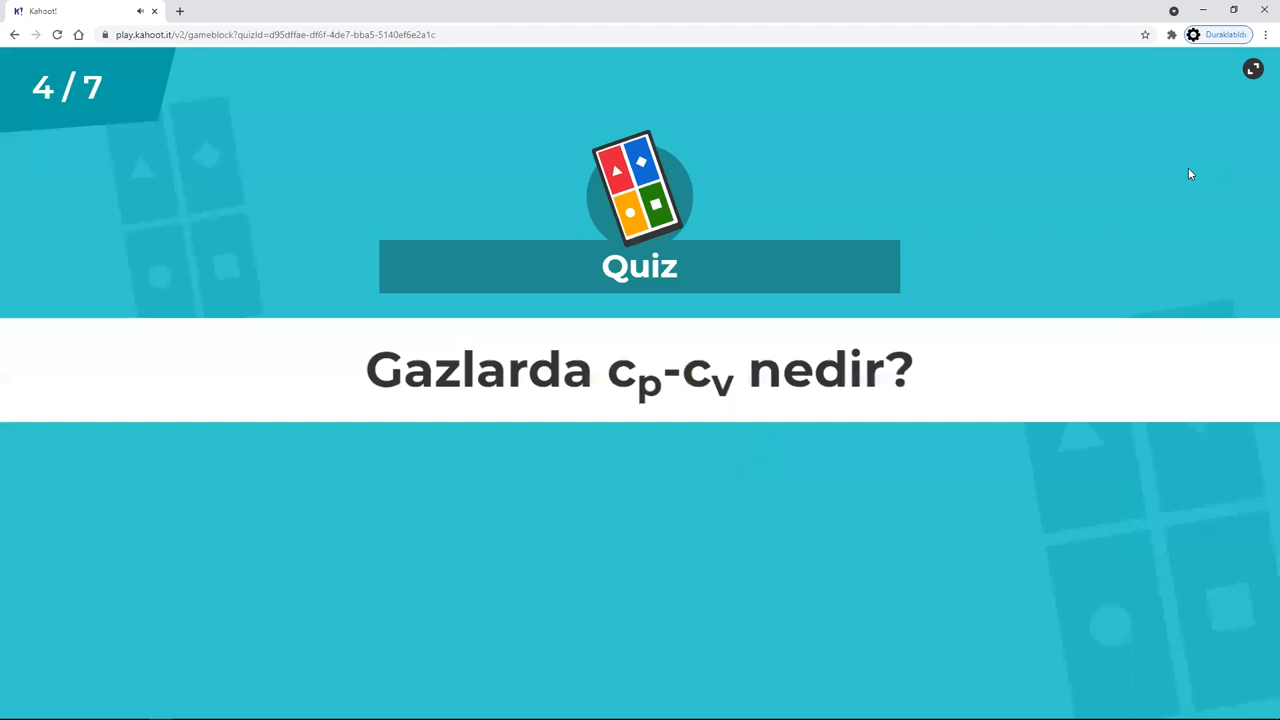 Kahoot!
play.kahoot.it/v2/gameblock?quizId=d95dffae-df6f-4de7-bba5-5140ef6e2a1c
Duraklatıldı
4 / 7
Quiz
Gazlarda cp-cv nedir?